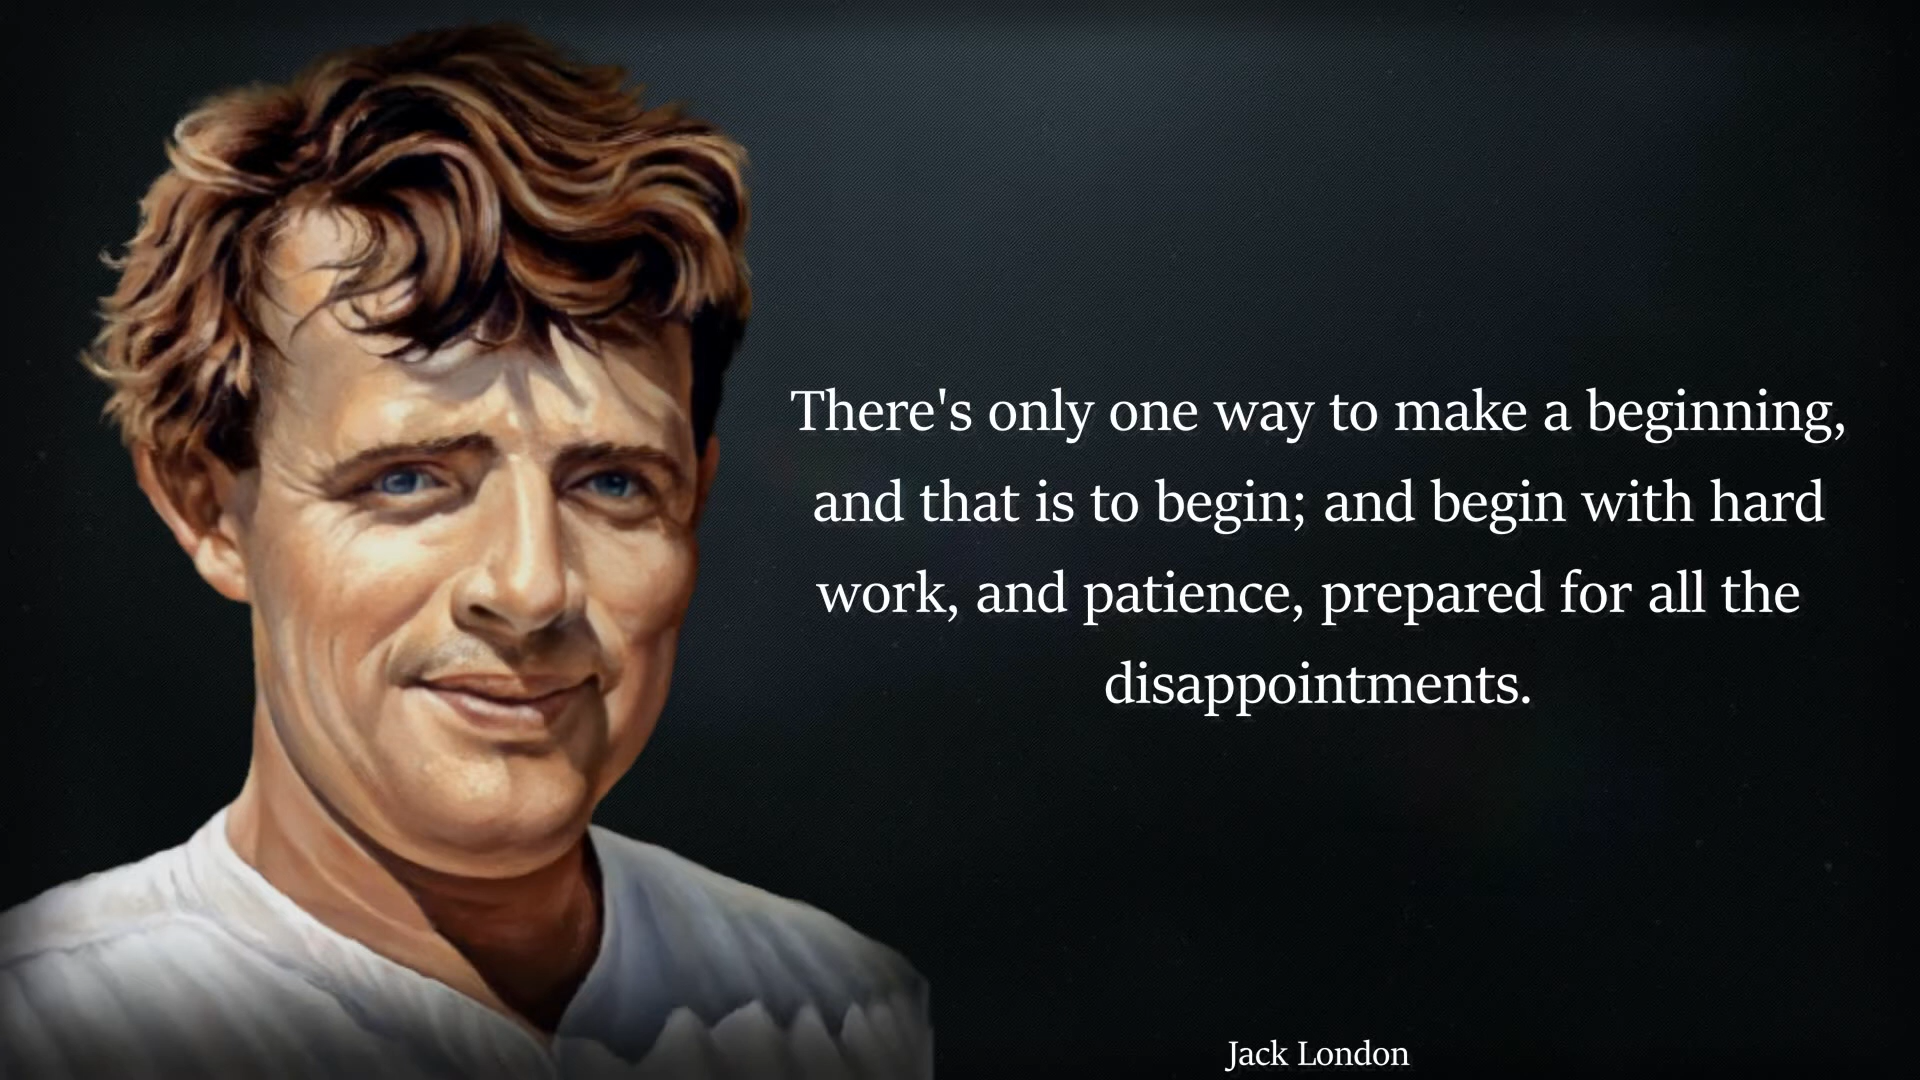 There's only one way to make a beginning,
and that is to begin; and begin with hard
work, and patience, prepared for all the
disappointments.
Jack London